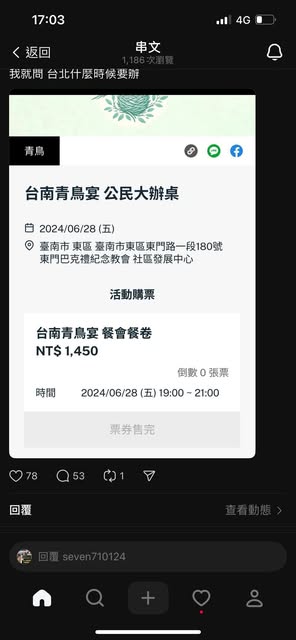 17:03
4G
返回
串文
1,186 次瀏覽
我就問 台北什麼時候要辦
青鳥
台南青鳥宴 公民大辦桌
2024/06/28 (五)
臺南市 東區 臺南市東區東門路一段180號
東門巴克禮紀念教會 社區發展中心
活動購票
台南青鳥宴 餐會餐卷
NT$ 1,450
倒數 0 張票
時間 2024/06/28 (五) 19:00 ~ 21:00
票券售完
78 53 1
回覆 查看動態
回覆 seven710124